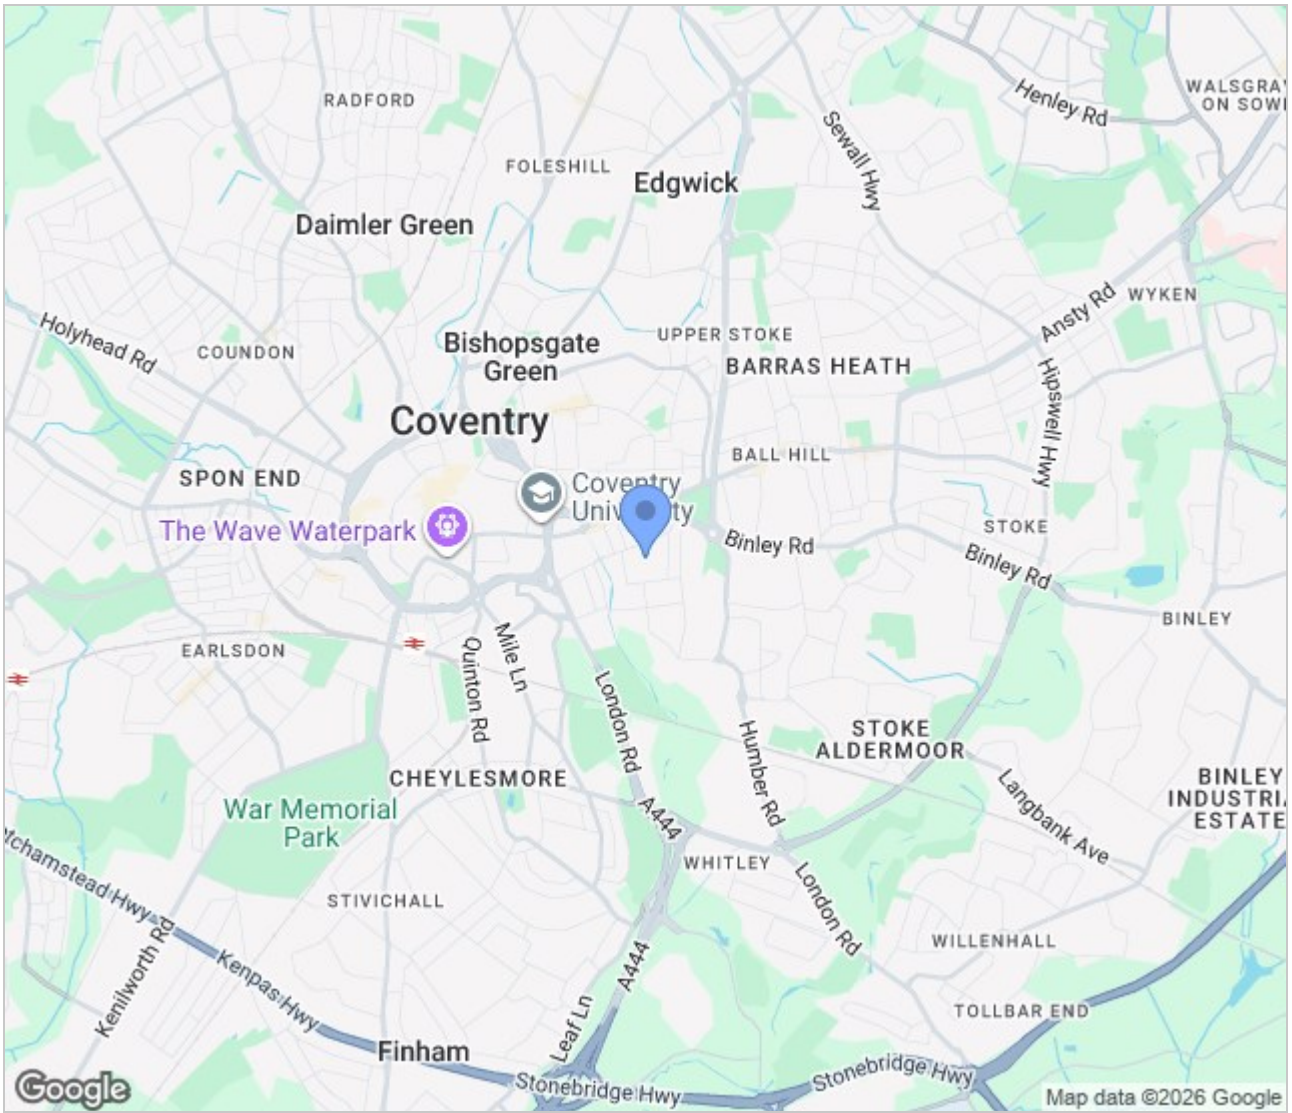 Henley Rd
WALSGRA
ON SOW
RADFORD
Sewall Hwy
FOLESHILL
Edgwick
Daimler Green
WYKEN
Ansty Rd
Holyhead Rd
COUNDON
Bishopsgate
Green
UPPER STOKE
BARRAS HEATH
Hipswell Hwy
Coventry
BALL HILL
SPON END
Coventry
University
The Wave Waterpark
Binley Rd
STOKE
Binley Rd
BINLEY
EARLSDON
Mile Ln
Quinton Rd
London Rd
STOKE
ALDERMOOR
Humber Rd
CHEYLESMORE
BINLEY
INDUSTRI
ESTATE
Langbank Ave
War Memorial
Park
A444
WHITLEY
tchamstead Hwy
STIVICHALL
London Rd
WILLENHALL
Kenilworth Rd
Kenpas Hwy
A444
TOLLBAR END
Leaf Ln
Finham
Stonebridge Hwy
Stonebridge Hwy
Google
Map data ©2026 Google